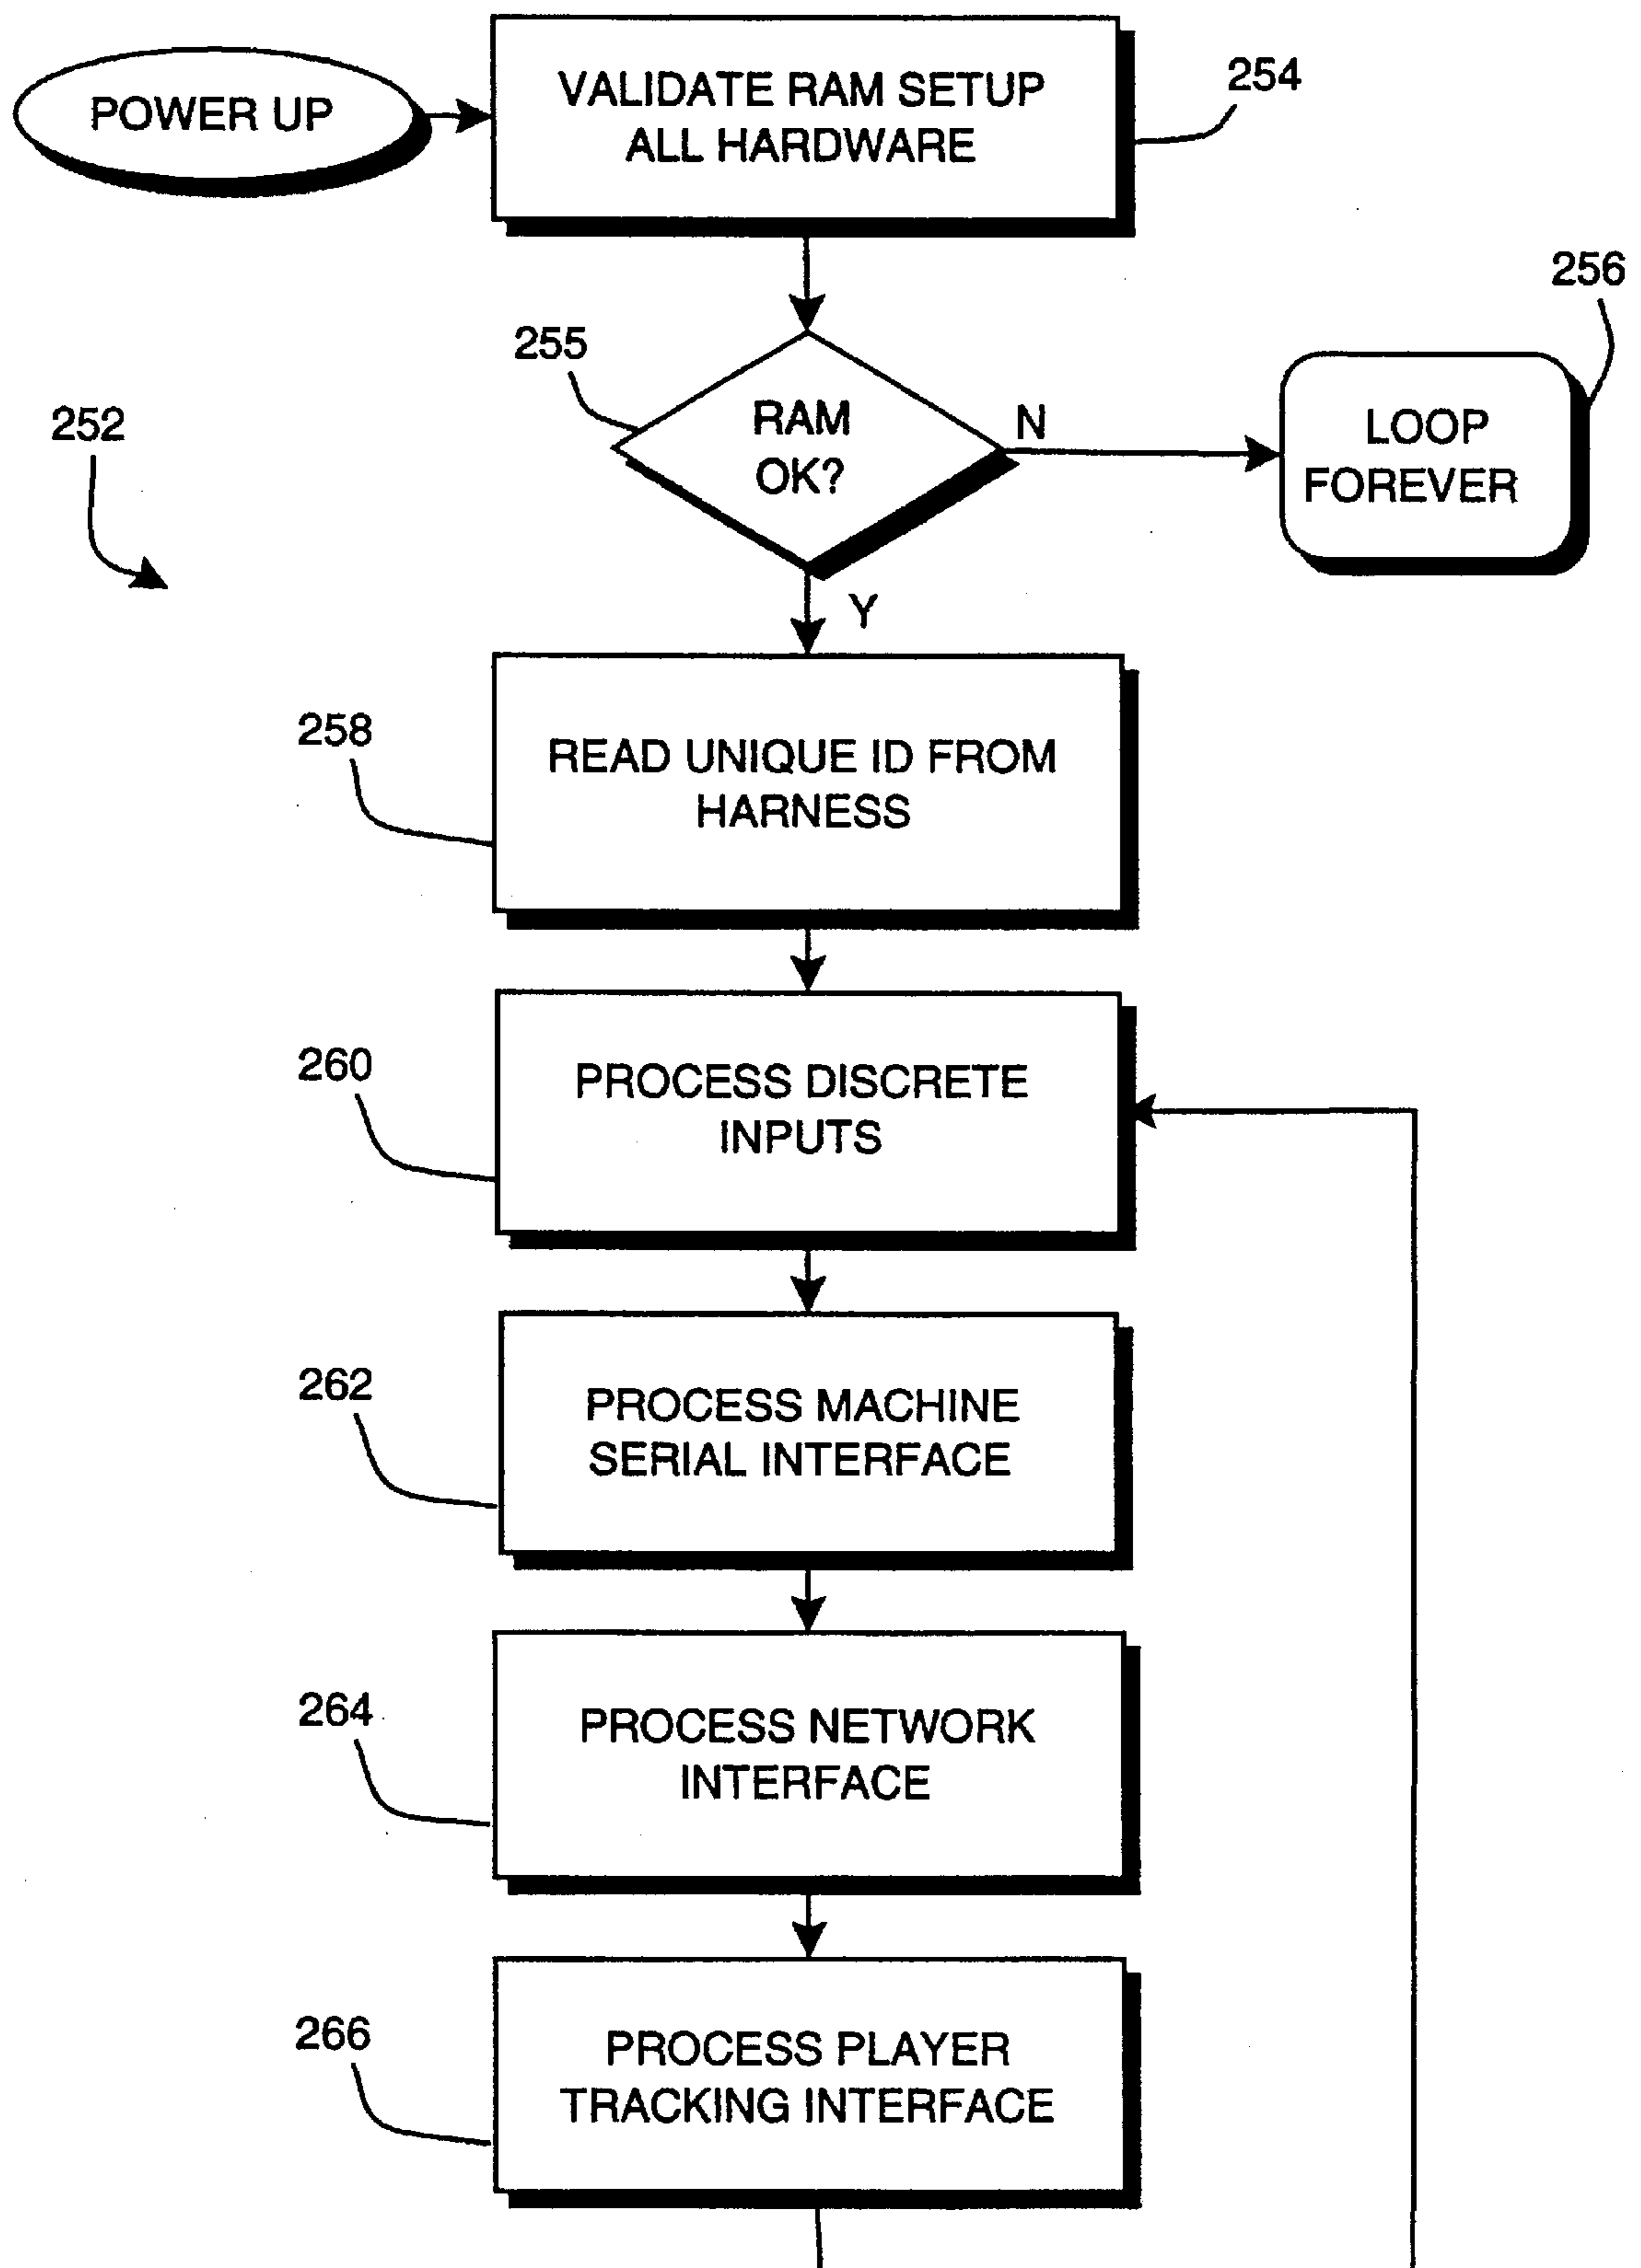 POWER UP
VALIDATE RAM SETUP
ALL HARDWARE
254
256
255
RAM
OK?
N
LOOP
FOREVER
252
Y
258
READ UNIQUE ID FROM
HARNESS
260
PROCESS DISCRETE
INPUTS
262
PROCESS MACHINE
SERIAL INTERFACE
264
PROCESS NETWORK
INTERFACE
266
PROCESS PLAYER
TRACKING INTERFACE